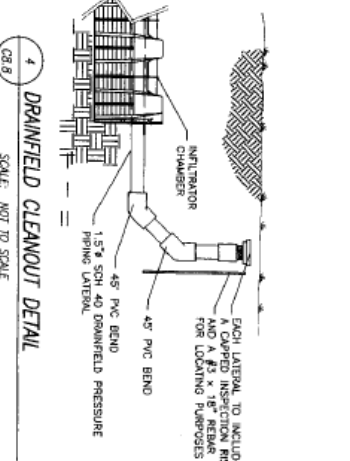 INFILTRATOR
CHAMBER
EACH LATERAL TO INCLUD
A CAPPED INSPECTION
AND A #3 x 18" REBAR
FOR LOCATING PURPOSES
45° PVC BEND
45° PVC BEND
1.5"ø SCH 40 DRAINFIELD PRESSURE
PIPING LATERAL
4
C8.8
DRAINFIELD CLEANOUT DETAIL
SCALE: NOT TO SCALE